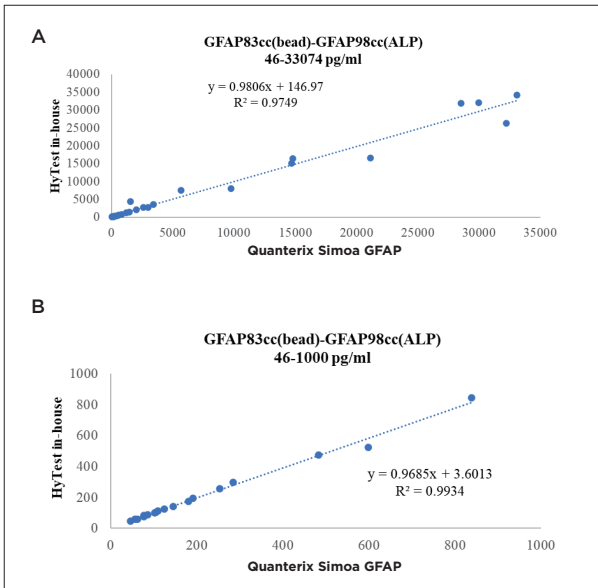 A
GFAP83cc(bead)-GFAP98cc(ALP)
46-33074 pg/ml
y = 0.9806x + 146.97
R² = 0.9749
HyTest in-house
40000
35000
30000
25000
20000
15000
10000
5000
0
0 5000 10000 15000 20000 25000 30000 35000
Quanterix Simoa GFAP
B
GFAP83cc(bead)-GFAP98cc(ALP)
46-1000 pg/ml
HyTest in-house
1000
800
600
400
200
0
y = 0.9685x + 3.6013
R² = 0.9934
0 200 400 600 800 1000
Quanterix Simoa GFAP